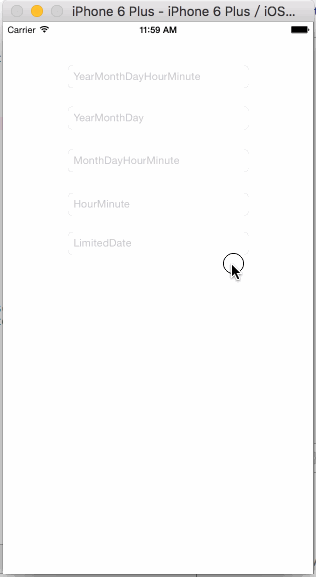 iPhone 6 Plus - iPhone 6 Plus / iOS...
Carrier 11:59 AM
YearMonthDayHourMinute
YearMonthDay
MonthDayHourMinute
HourMinute
LimitedDate